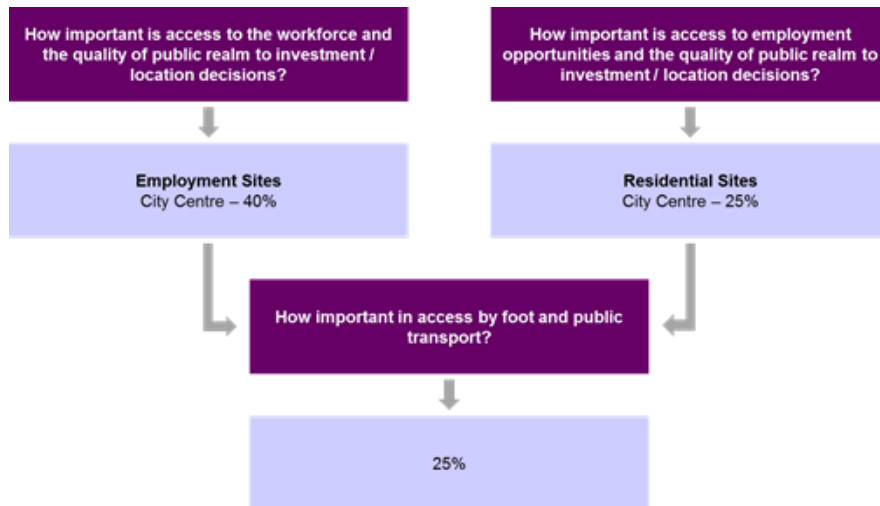 How important is access to the workforce and
the quality of public realm to investment /
location decisions?
How important is access to employment
opportunities and the quality of public realm to
investment / location decisions?
Employment Sites
City Centre – 40%
Residential Sites
City Centre – 25%
How important in access by foot and public
transport?
25%